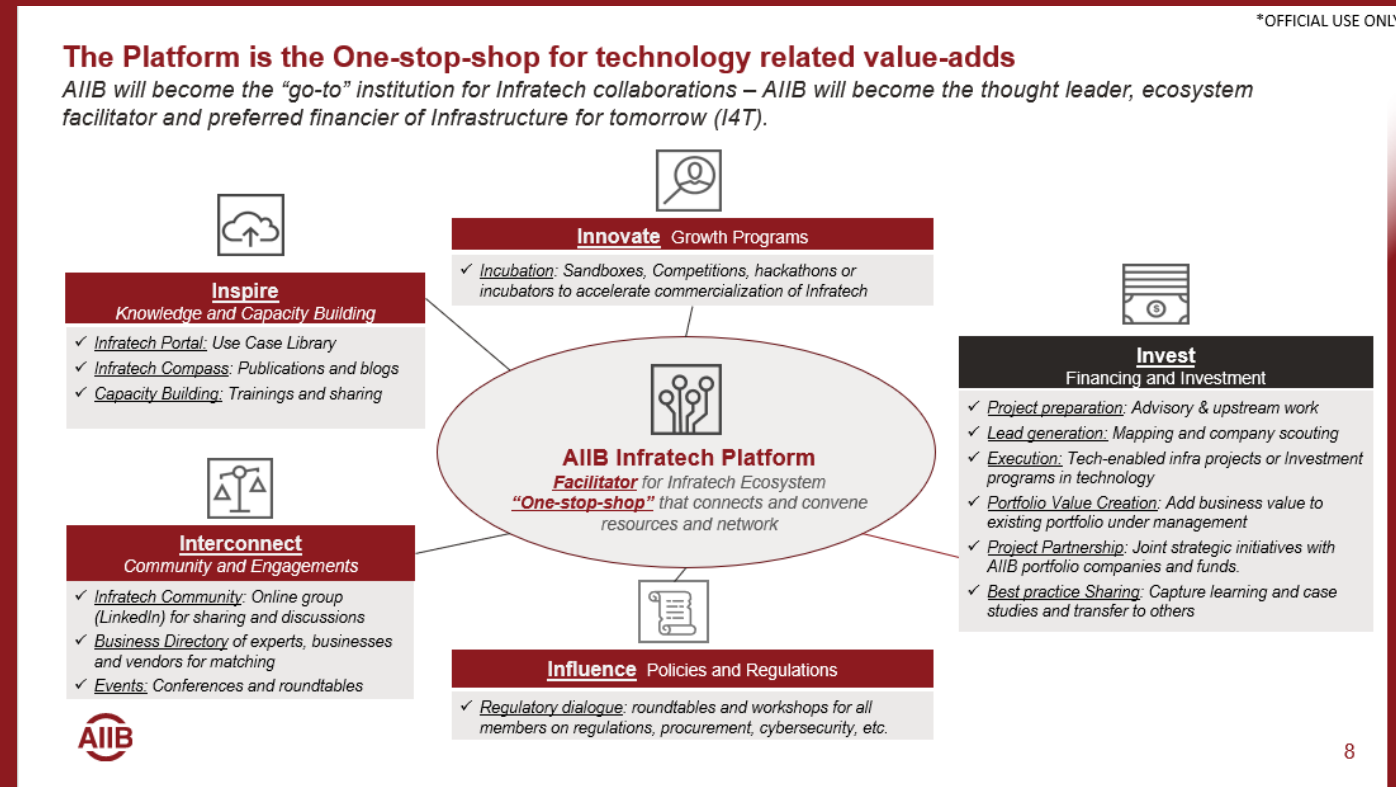 *OFFICIAL USE ONLY
The Platform is the One-stop-shop for technology related value-adds
AIIB will become the “go-to” institution for Infratech collaborations – AIIB will become the thought leader, ecosystem
facilitator and preferred financier of Infrastructure for tomorrow (I4T).
Innovate Growth Programs
✓ Incubation: Sandboxes, Competitions, hackathons or
incubators to accelerate commercialization of Infratech
Inspire
Knowledge and Capacity Building
✓ Infratech Portal: Use Case Library
✓ Infratech Compass: Publications and blogs
✓ Capacity Building: Trainings and sharing
AIIB Infratech Platform
Facilitator for Infratech Ecosystem
“One-stop-shop” that connects and convene
resources and network
Invest
Financing and Investment
✓ Project preparation: Advisory & upstream work
✓ Lead generation: Mapping and company scouting
✓ Execution: Tech-enabled infra projects or Investment
programs in technology
✓ Portfolio Value Creation: Add business value to
existing portfolio under management
✓ Project Partnership: Joint strategic initiatives with
AIIB portfolio companies and funds.
✓ Best practice Sharing: Capture learning and case
studies and transfer to others
Interconnect
Community and Engagements
✓ Infratech Community: Online group
(LinkedIn) for sharing and discussions
✓ Business Directory of experts, businesses
and vendors for matching
✓ Events: Conferences and roundtables
Influence Policies and Regulations
✓ Regulatory dialogue: roundtables and workshops for all
members on regulations, procurement, cybersecurity, etc.
AIIB
8